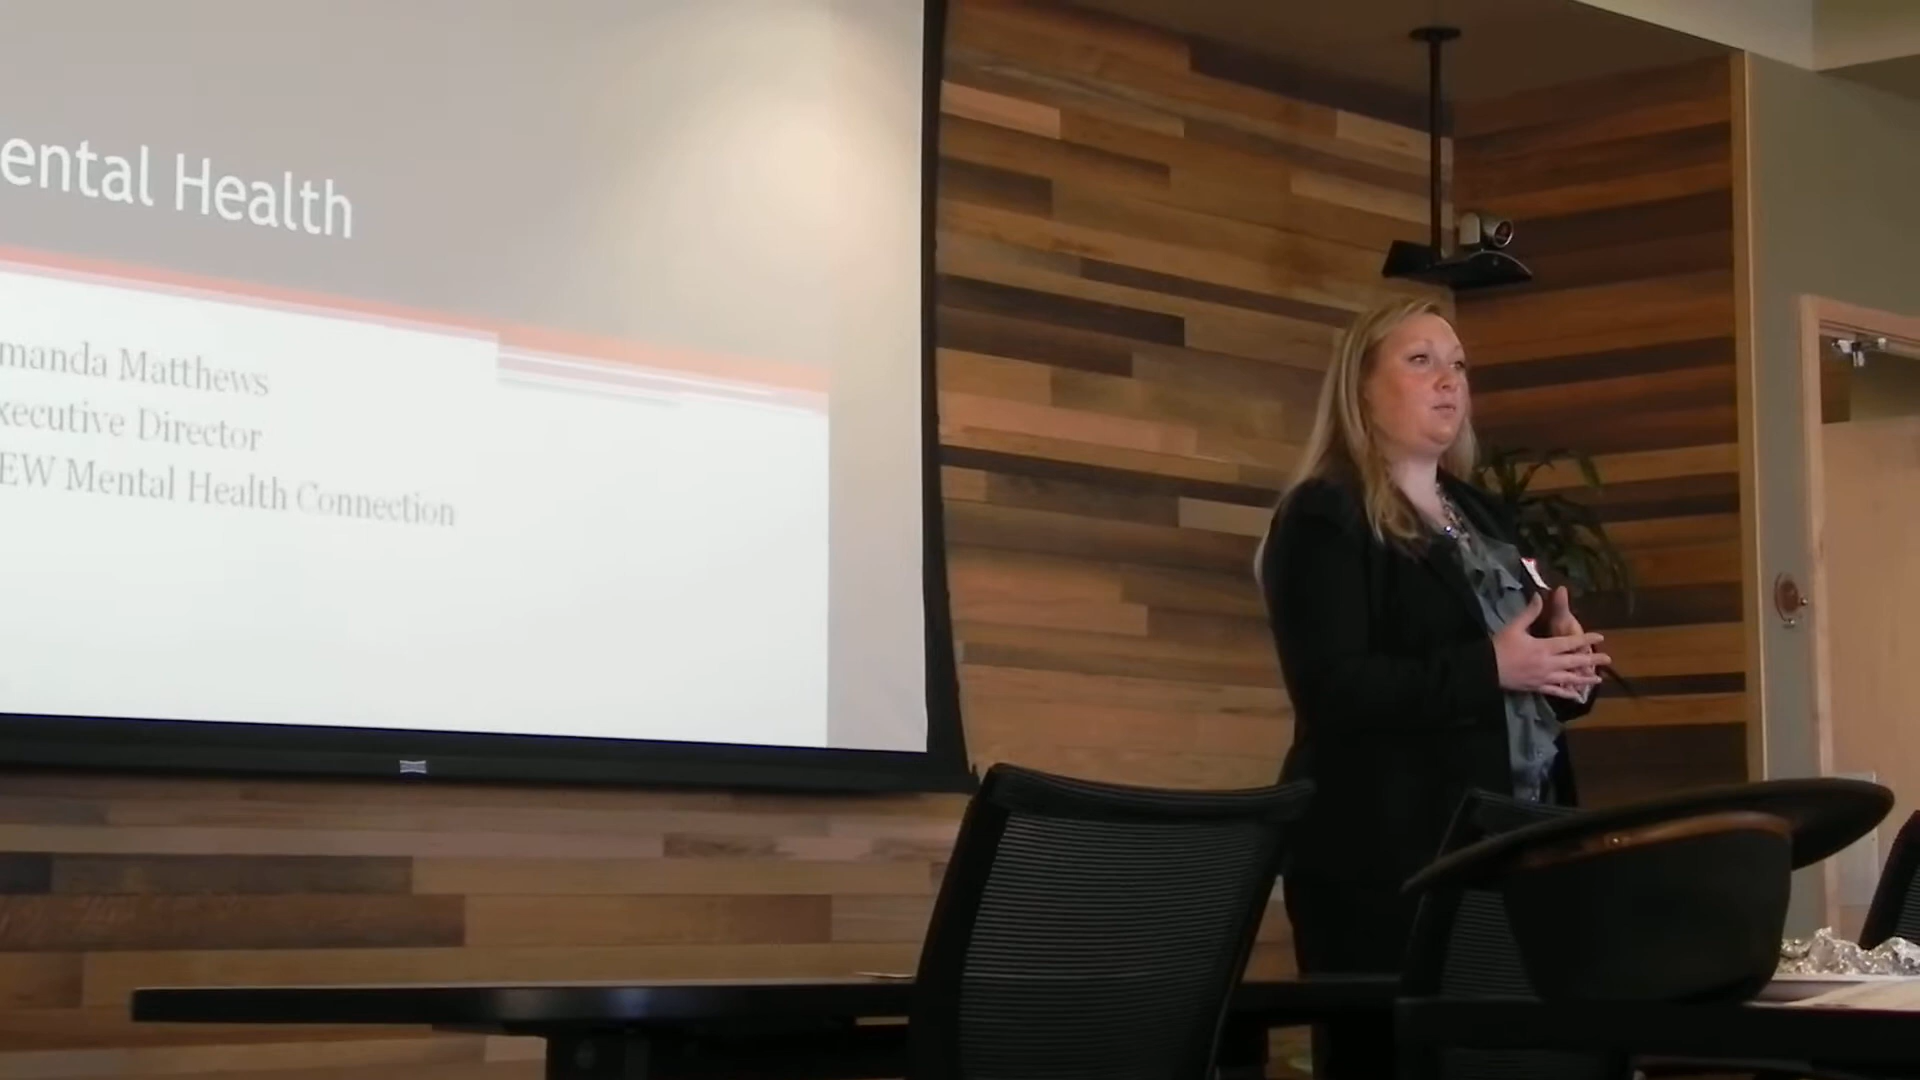 ental Health
manda Matthews
xecutive Director
EW Mental Health Connection